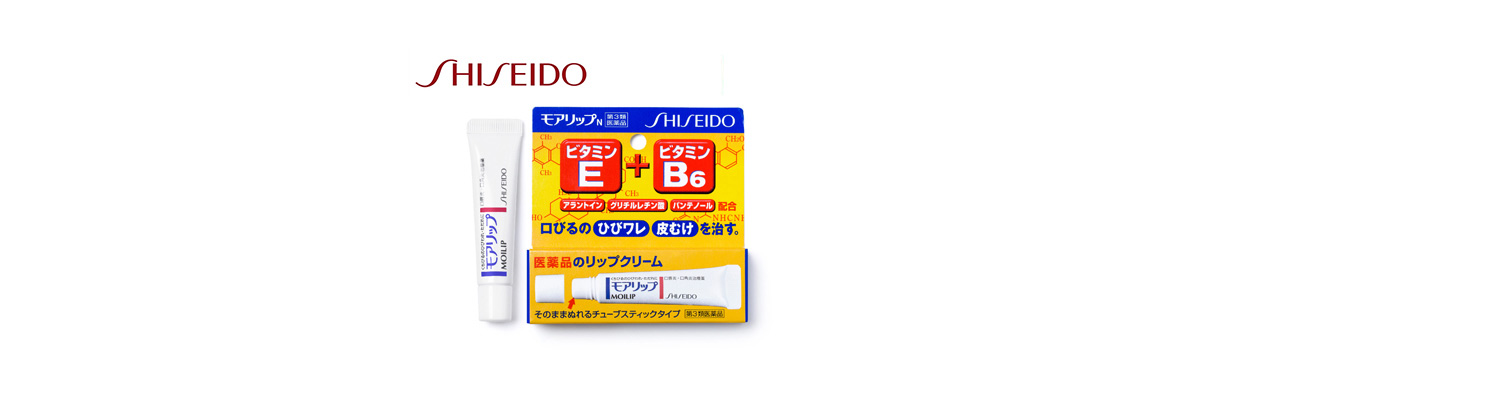 SHISEIDO
モアリップN 第3類医薬品 SHISEIDO
ビタミンE + ビタミンB6
アラントイン グリチルレチン酸 パンテノール 配合
口びるの ひびワレ 皮むけ を治す。
医薬品のリップクリーム
モアリップ
MOILIP
SHISEIDO
そのままぬれるチューブスティックタイプ 第3類医薬品
モアリップ
MOILIP
SHISEIDO